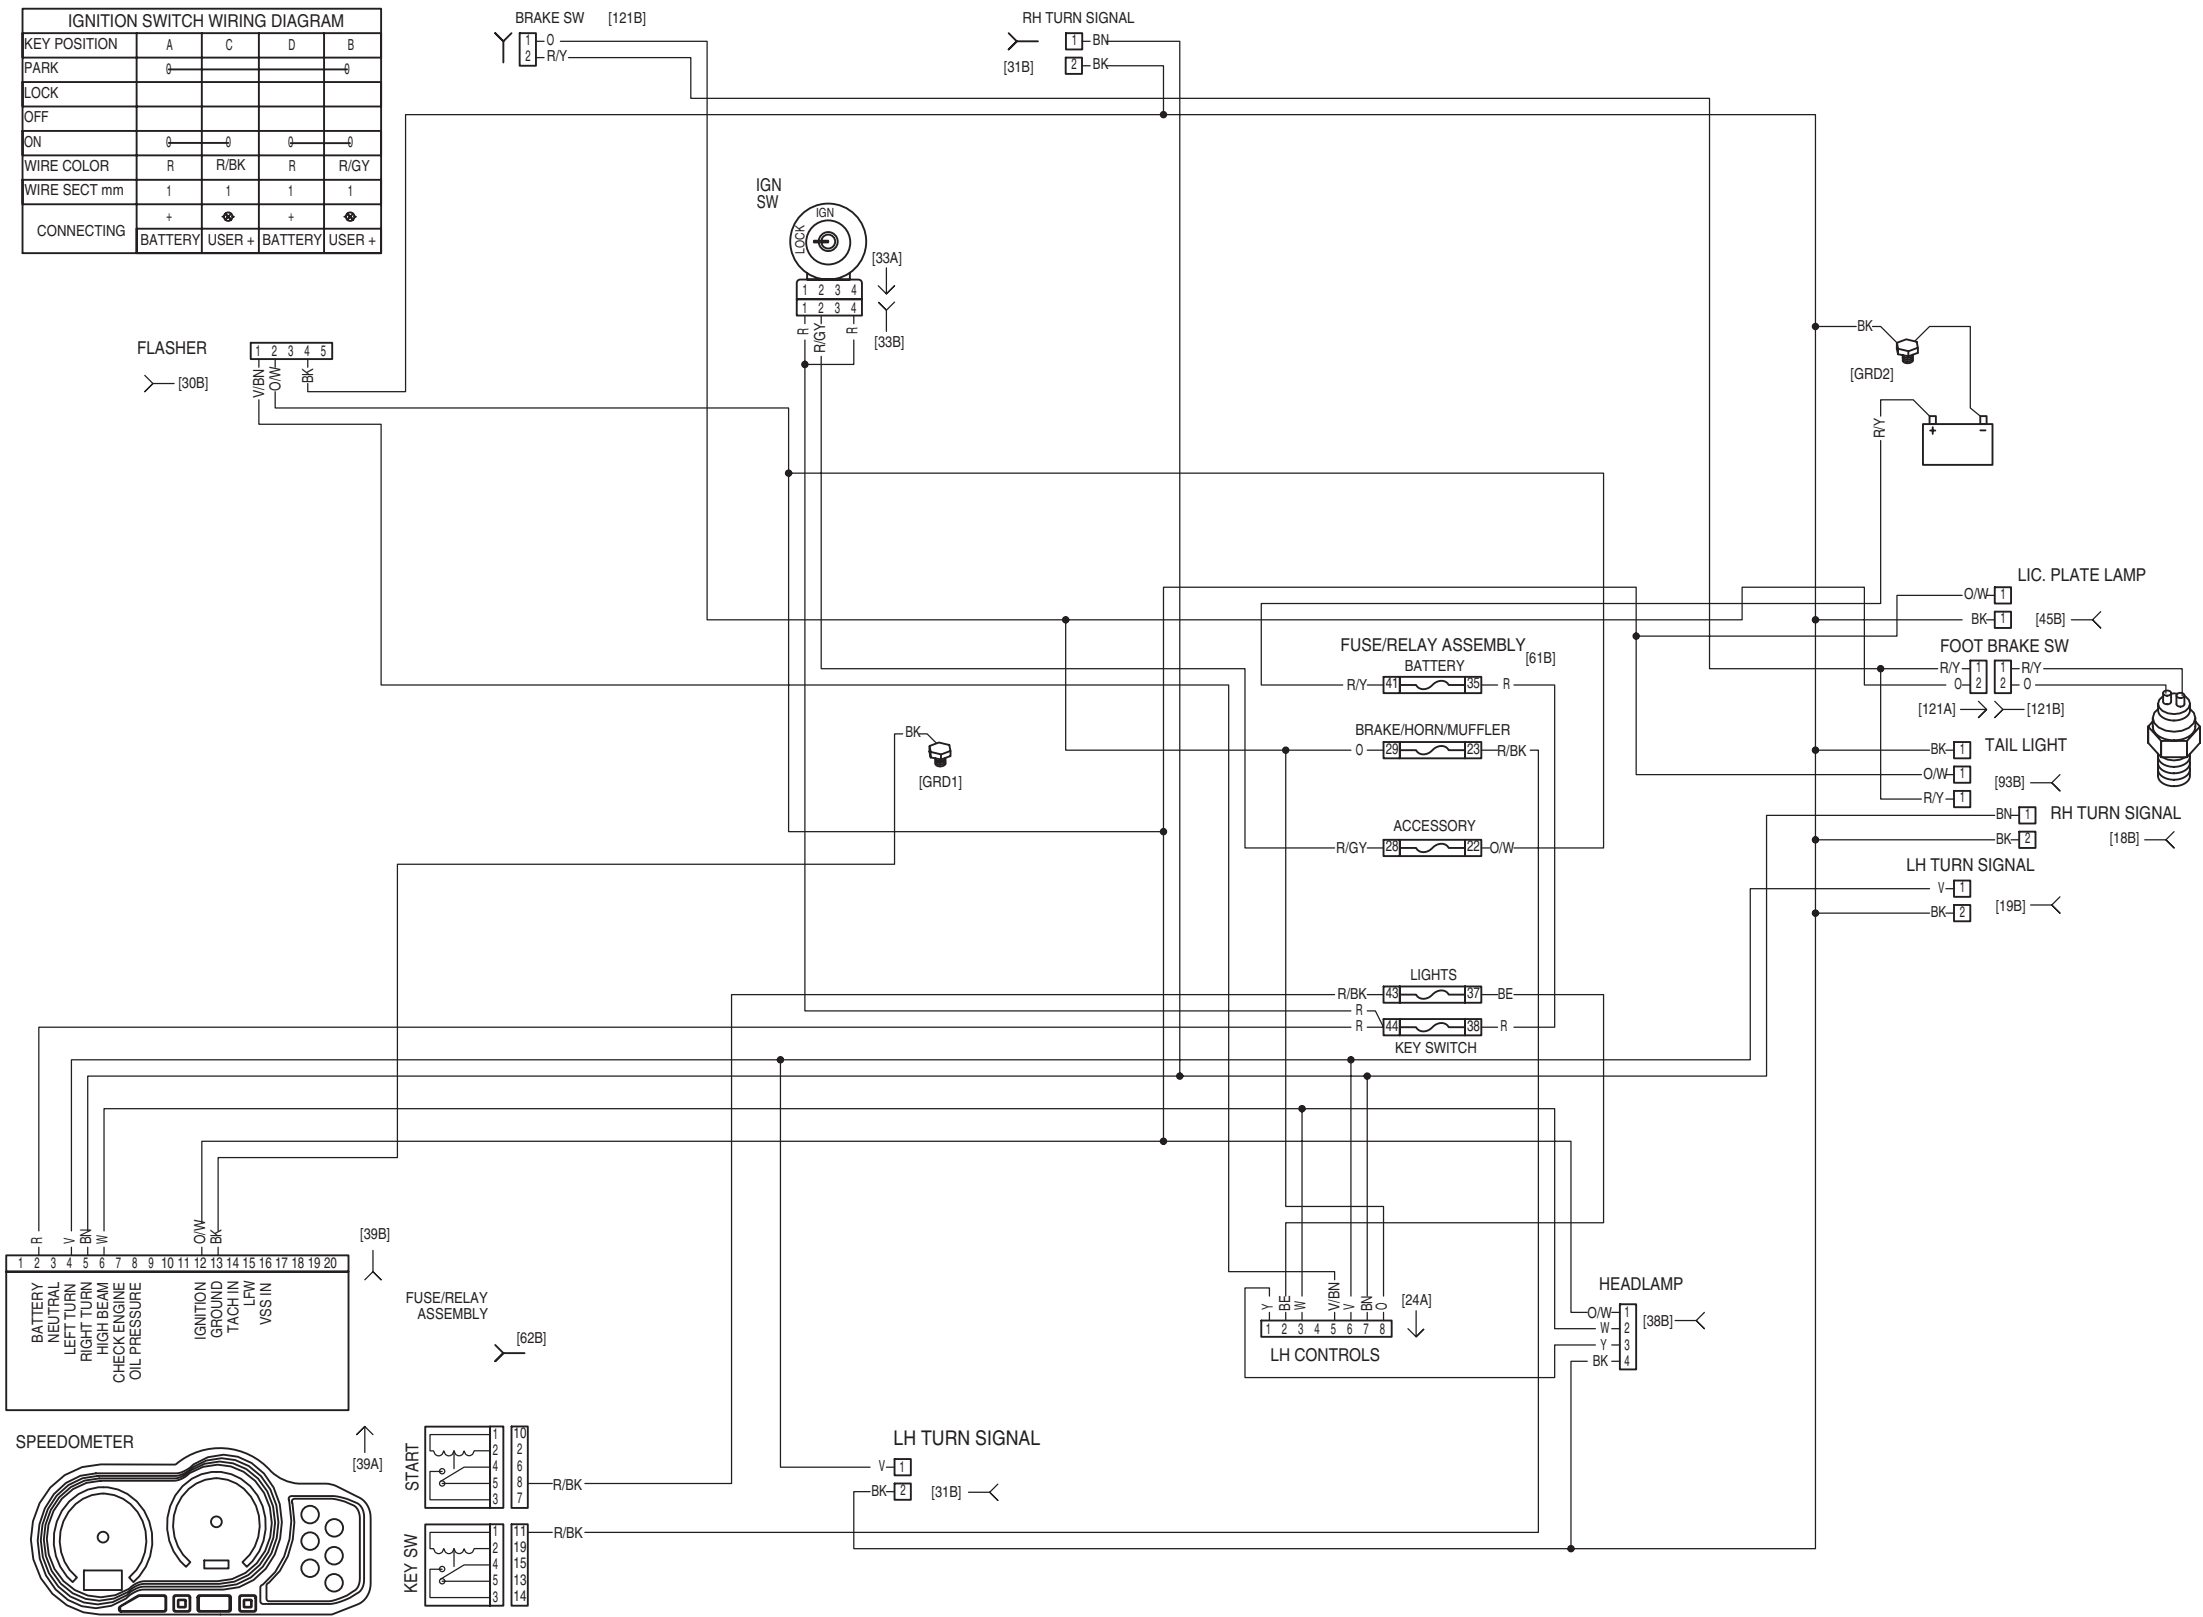 IGNITION SWITCH WIRING DIAGRAM
KEY POSITION A C D B
PARK 0 0
LOCK
OFF
ON 0 0 0 0
WIRE COLOR R R/BK R R/GY
WIRE SECT mm 1 1 1 1
CONNECTING + +
BATTERY USER + BATTERY USER +
BRAKE SW [121B]
1 O
2 R/Y
RH TURN SIGNAL
[31B]
1 BN
2 BK
IGN
SW
IGN
LOCK
[33A]
1 2 3 4
1 2 3 4
R R/GY R
[33B]
FLASHER
1 2 3 4 5
V/BN O/W BK
[30B]
BK
[GRD2]
R/Y
+ -
LIC. PLATE LAMP
O/W 1
BK 1 [45B]
FOOT BRAKE SW
R/Y 1 1 R/Y
O 2 2 O
[121A] [121B]
BK 1 TAIL LIGHT
O/W 1 [93B]
R/Y 1
BN 1 RH TURN SIGNAL
BK 2 [18B]
LH TURN SIGNAL
V 1
BK 2 [19B]
FUSE/RELAY ASSEMBLY
[61B]
BATTERY
R/Y 41 35 R
BRAKE/HORN/MUFFLER
O 29 23 R/BK
ACCESSORY
R/GY 28 22 O/W
BK
[GRD1]
LIGHTS
R/BK 43 37 BE
R
R 44 38 R
KEY SWITCH
R V BN W O/W BK
[39B]
1 2 3 4 5 6 7 8 9 10 11 12 13 14 15 16 17 18 19 20
BATTERY
NEUTRAL
LEFT TURN
RIGHT TURN
HIGH BEAM
CHECK ENGINE
OIL PRESSURE
IGNITION
GROUND
TACH IN
LFW
VSS IN
FUSE/RELAY
ASSEMBLY
[62B]
Y BE W V/BN V BN O
[24A]
1 2 3 4 5 6 7 8
LH CONTROLS
HEADLAMP
O/W 1
W 2
Y 3
BK 4
[38B]
SPEEDOMETER
[39A]
START
1 10
2 2
4 6
5 8 R/BK
3 7
KEY SW
1 11 R/BK
2 19
4 15
5 13
3 14
LH TURN SIGNAL
V 1
BK 2 [31B]